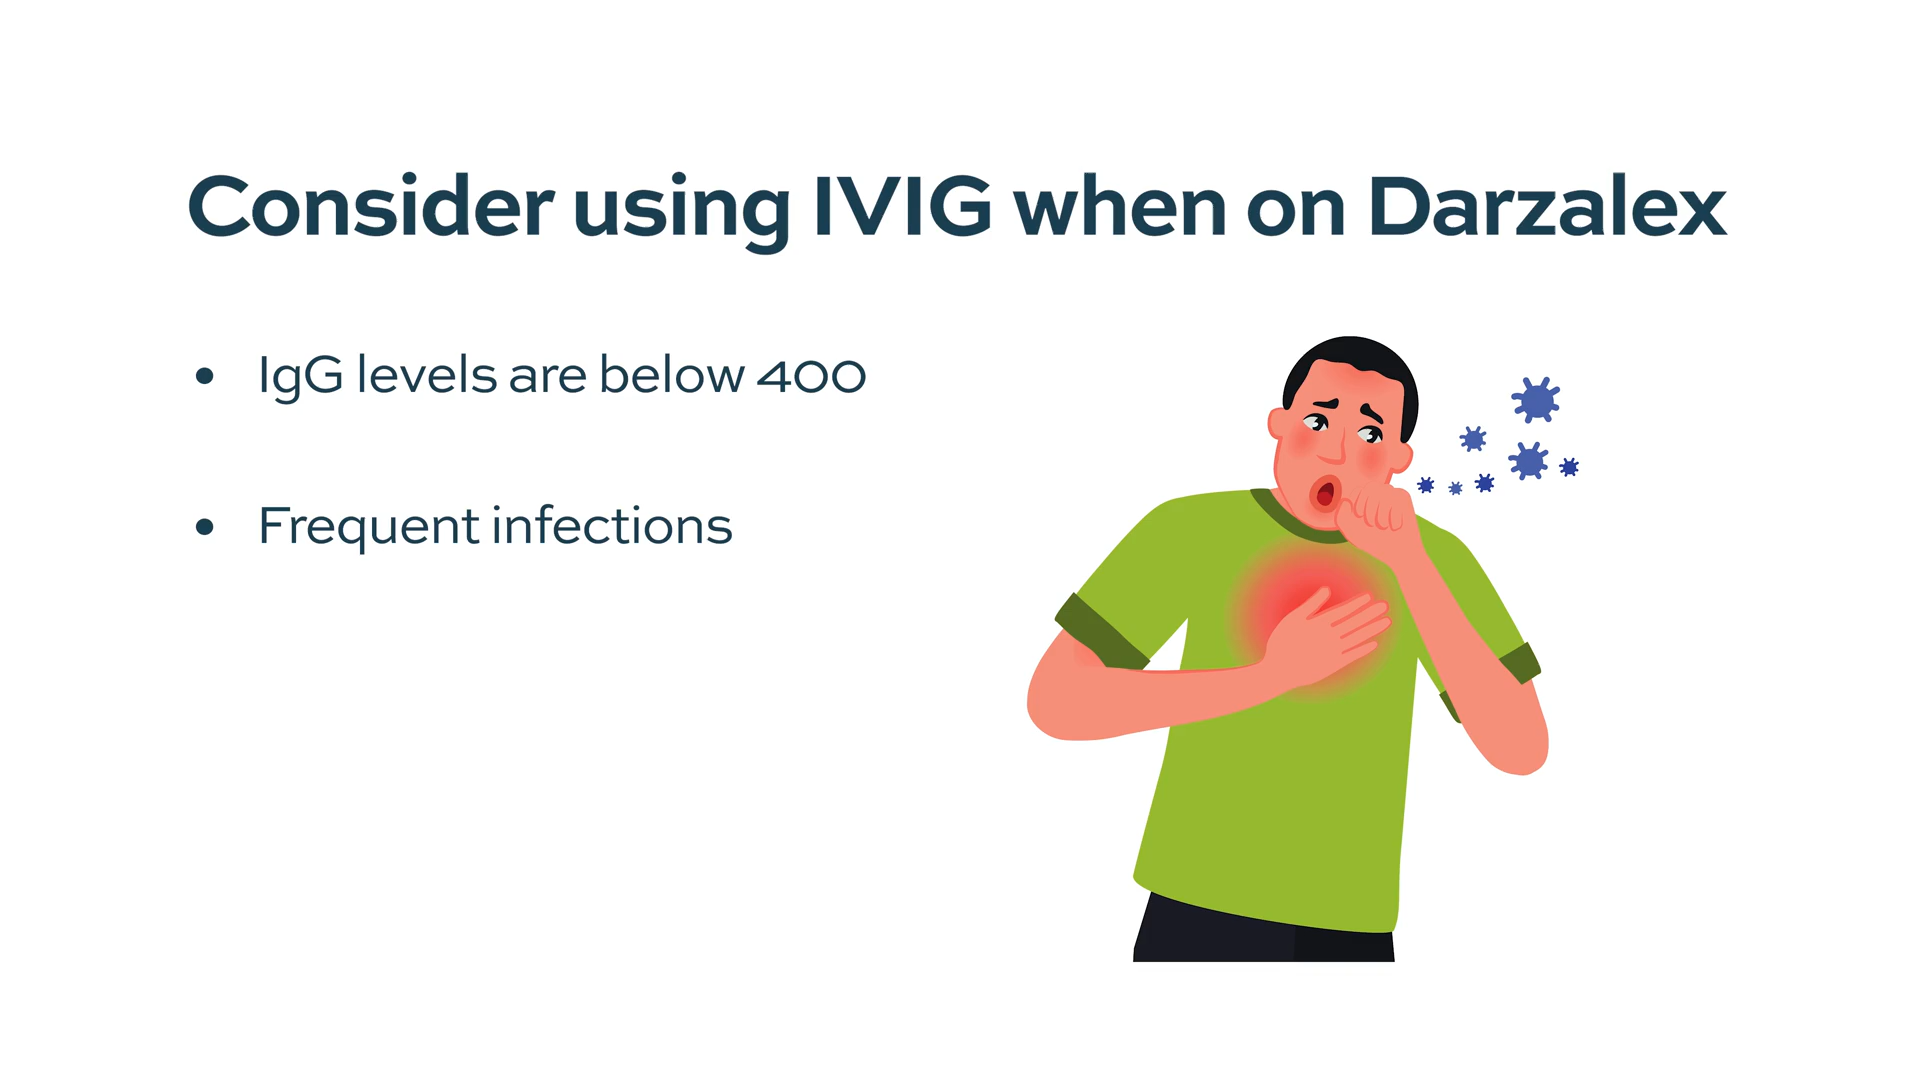 Consider using IVIG when on Darzalex
• IgG levels are below 400
• Frequent infections